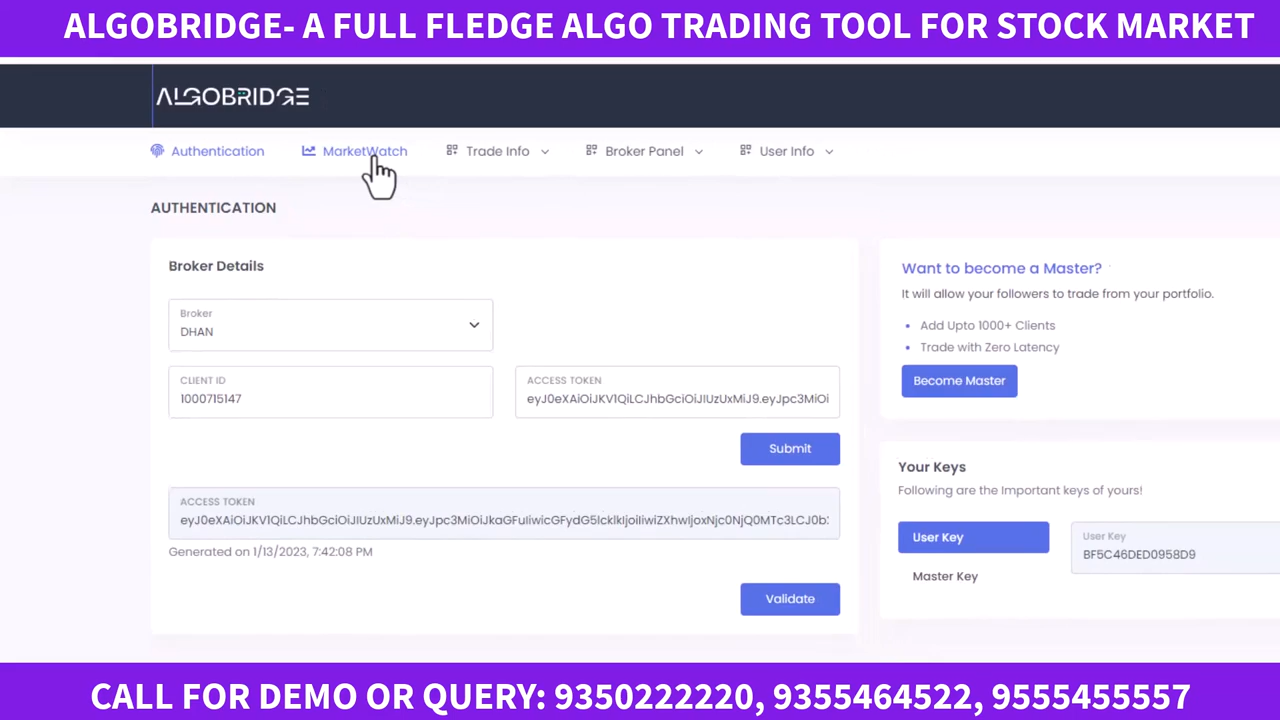 ALGOBRIDGE- A FULL FLEDGE ALGO TRADING TOOL FOR STOCK MARKET
ALGOBRIDGE
Authentication MarketWatch Trade Info Broker Panel User Info
AUTHENTICATION
Broker Details
Broker
DHAN
CLIENT ID
1000715147
ACCESS TOKEN
eyJ0eXAiOiJKV1QiLCJhbGciOiJIUzUxMiJ9.eyJpc3MiOi
Submit
ACCESS TOKEN
Generated on 1/13/2023, 7:42:08 PM
Validate
Want to become a Master?
It will allow your followers to trade from your portfolio.
Add Upto 1000+ Clients
Trade with Zero Latency
Become Master
Your Keys
Following are the Important keys of yours!
User Key
Master Key
User Key
BF5C46DED0958D9
CALL FOR DEMO OR QUERY: 9350222220, 9355464522, 9555455557